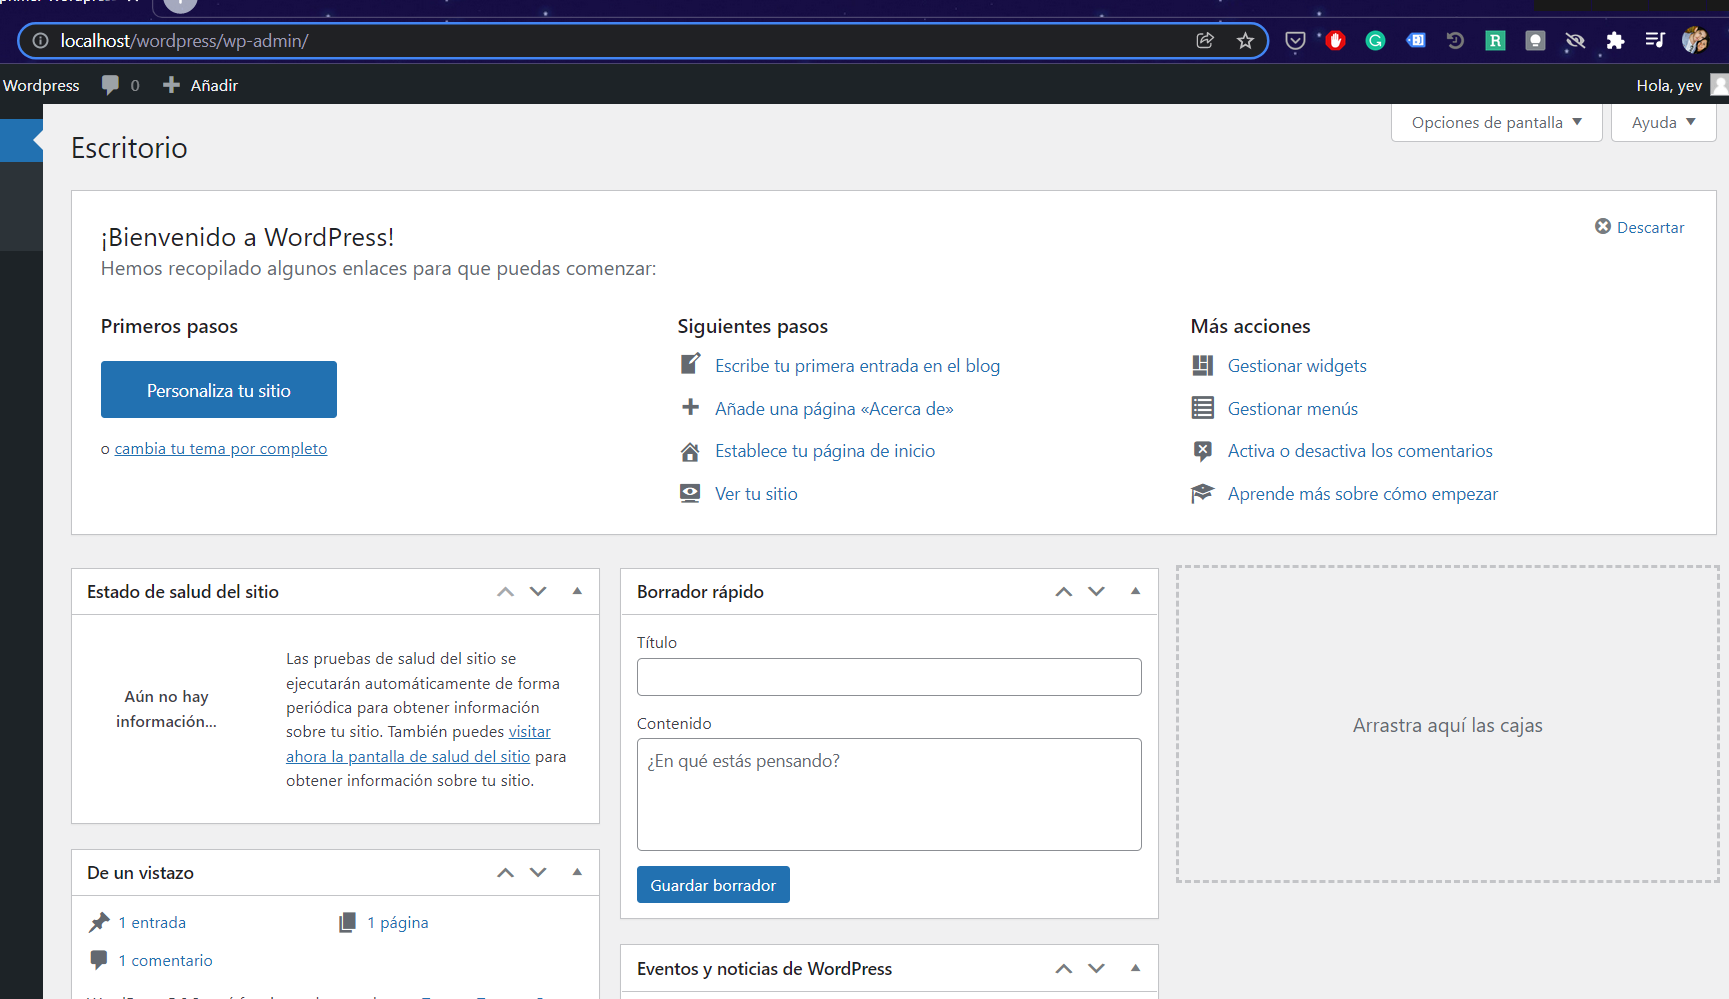 localhost/wordpress/wp-admin/
Wordpress 0 Añadir Hola, yev
Opciones de pantalla Ayuda
Escritorio
¡Bienvenido a WordPress!
Descartar
Hemos recopilado algunos enlaces para que puedas comenzar:
Primeros pasos
Personaliza tu sitio
o cambia tu tema por completo
Siguientes pasos
Escribe tu primera entrada en el blog
Añade una página «Acerca de»
Establece tu página de inicio
Ver tu sitio
Más acciones
Gestionar widgets
Gestionar menús
Activa o desactiva los comentarios
Aprende más sobre cómo empezar
Estado de salud del sitio
Aún no hay
información...
Las pruebas de salud del sitio se
ejecutarán automáticamente de forma
periódica para obtener información
sobre tu sitio. También puedes visitar
ahora la pantalla de salud del sitio para
obtener información sobre tu sitio.
De un vistazo
1 entrada
1 página
1 comentario
Borrador rápido
Título
Contenido
¿En qué estás pensando?
Guardar borrador
Eventos y noticias de WordPress
Arrastra aquí las cajas